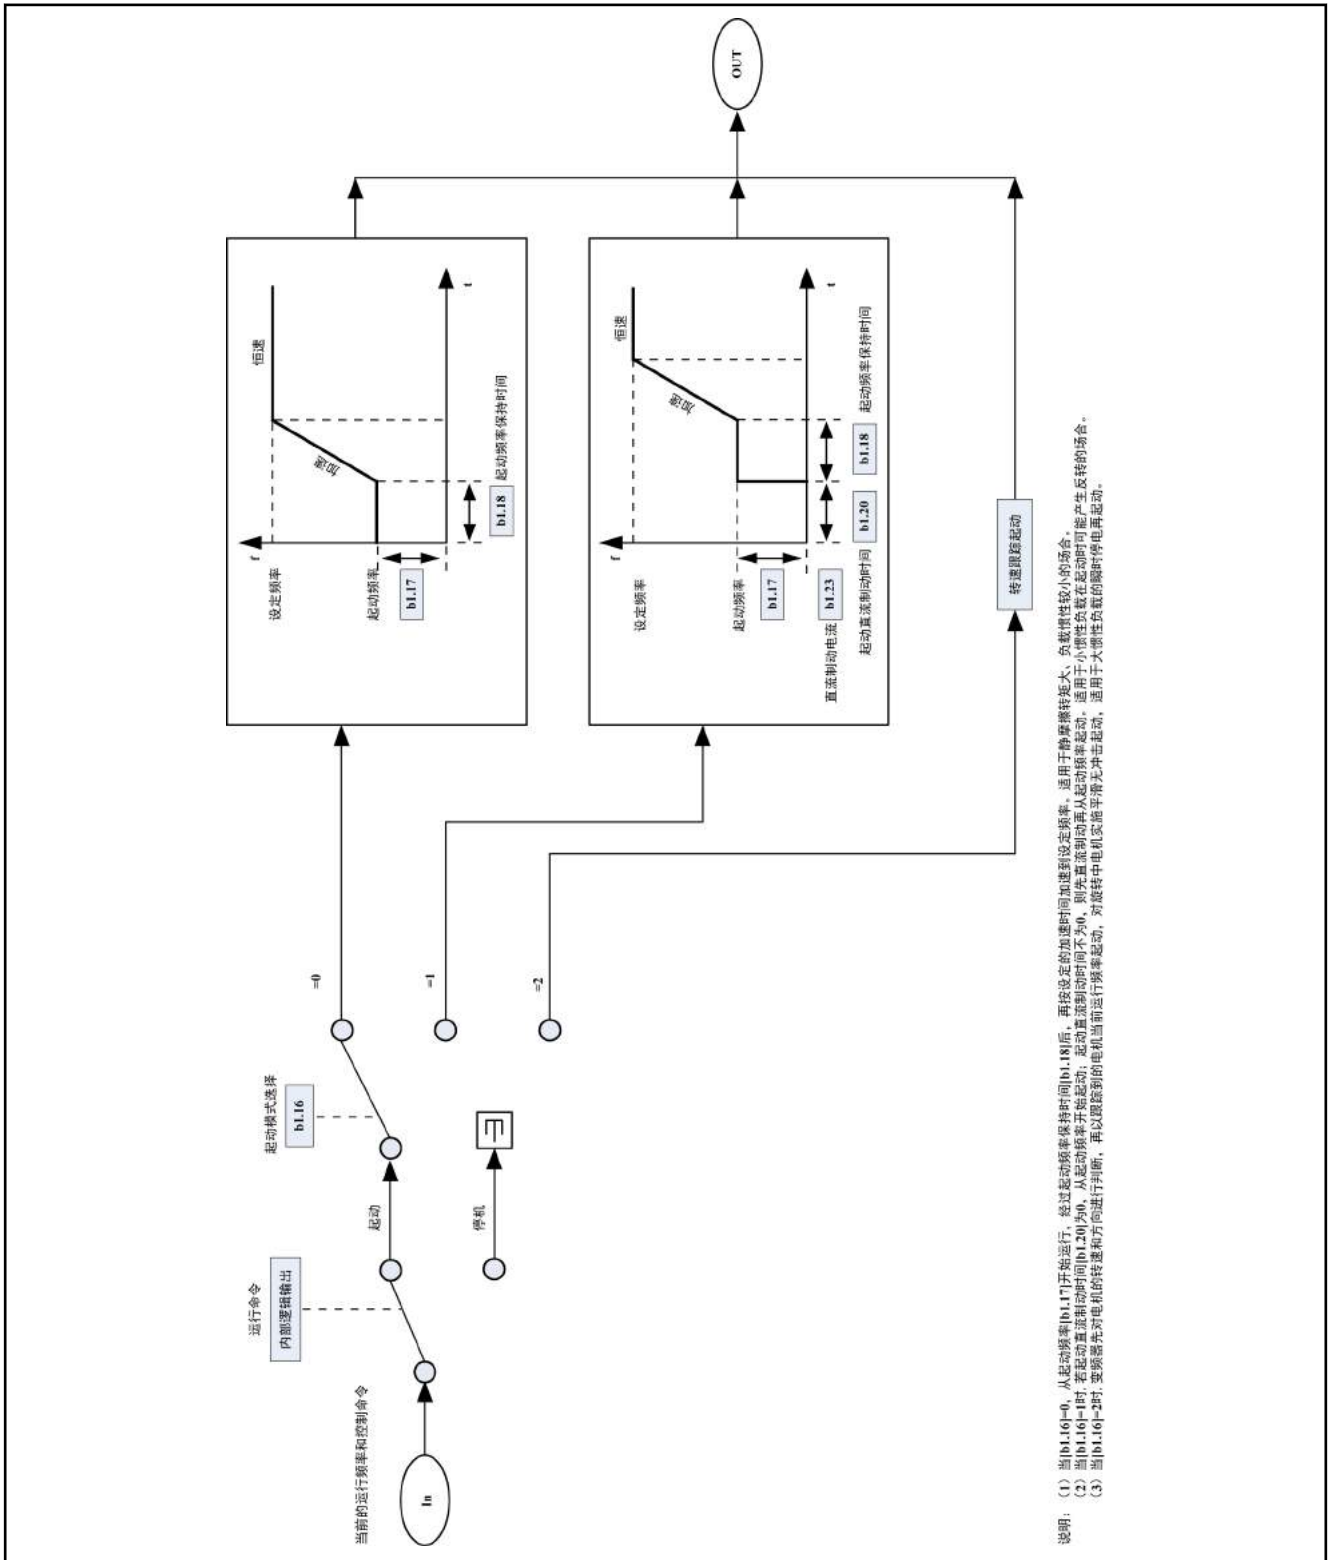 当前的运行频率和控制命令
In
运行命令
内部逻辑输出
起动
停机
起动模式选择
b1.16
=0
=1
=2
f
设定频率
起动频率
b1.17
加速
恒速
t
b1.18
起动频率保持时间
f
设定频率
起动频率
b1.17
直流制动电流
b1.23
起动直流制动时间
b1.20
b1.18
起动频率保持时间
加速
恒速
t
转速跟踪起动
OUT
说明：（1）当[b1.16]=0，从起动频率[b1.17]开始运行，经过起动频率保持时间[b1.18]后，再按设定的加速时间加速到设定频率。适用于静摩擦转矩大、负载惯性较小的场合。
（2）当[b1.16]=1时, 若起动直流制动时间[b1.20]为0，从起动频率开始起动；起动直流制动时间不为0，则先直流制动再从起动频率起动。适用于小惯性负载在起动时可能产生反转的场合。
（3）当[b1.16]=2时, 变频器先对电机的转速和方向进行判断，再以跟踪到的电机当前运行频率起动，对旋转中电机实施平滑无冲击起动，适用于大惯性负载的瞬时停电再起动。